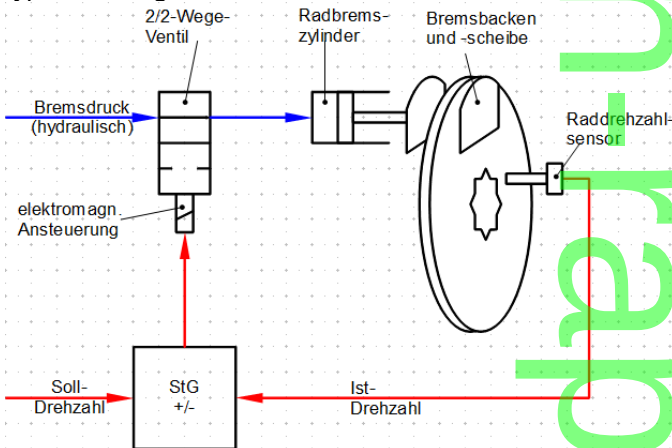 2/2-Wege-
Ventil
Radbrems-
zylinder
Bremsbacken
und -scheibe
Bremsdruck
(hydraulisch)
Raddrehzahl-
sensor
elektromagn.
Ansteuerung
Soll-
Drehzahl
StG
+/-
Ist-
Drehzahl